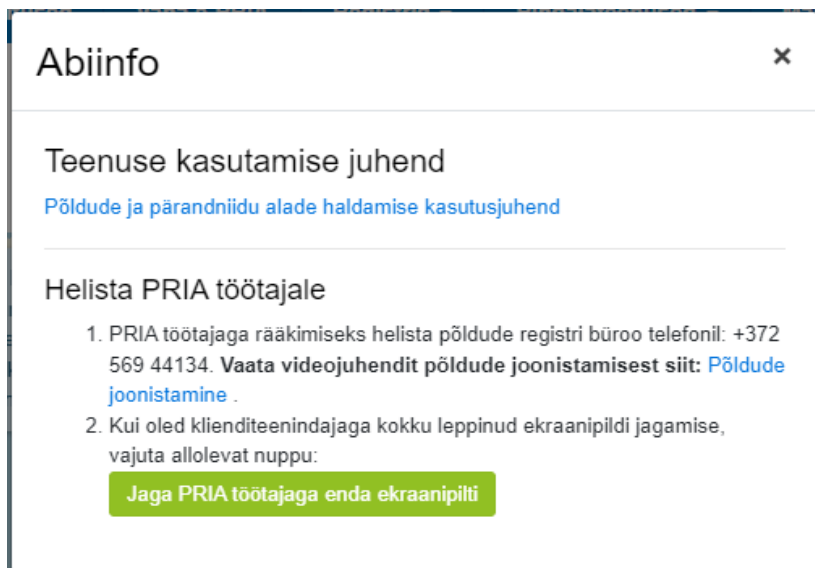 Abiinfo ×
Teenuse kasutamise juhend
Põldude ja pärandniidu alade haldamise kasutusjuhend
Helista PRIA töötajale
1. PRIA töötajaga rääkimiseks helista põldude registri büroo telefonil: +372
569 44134. Vaata videojuhendit põldude joonistamisest siit: Põldude
joonistamine .
2. Kui oled klienditeenindajaga kokku leppinud ekraanipildi jagamise,
vajuta allolevat nuppu:
Jaga PRIA töötajaga enda ekraanipilti